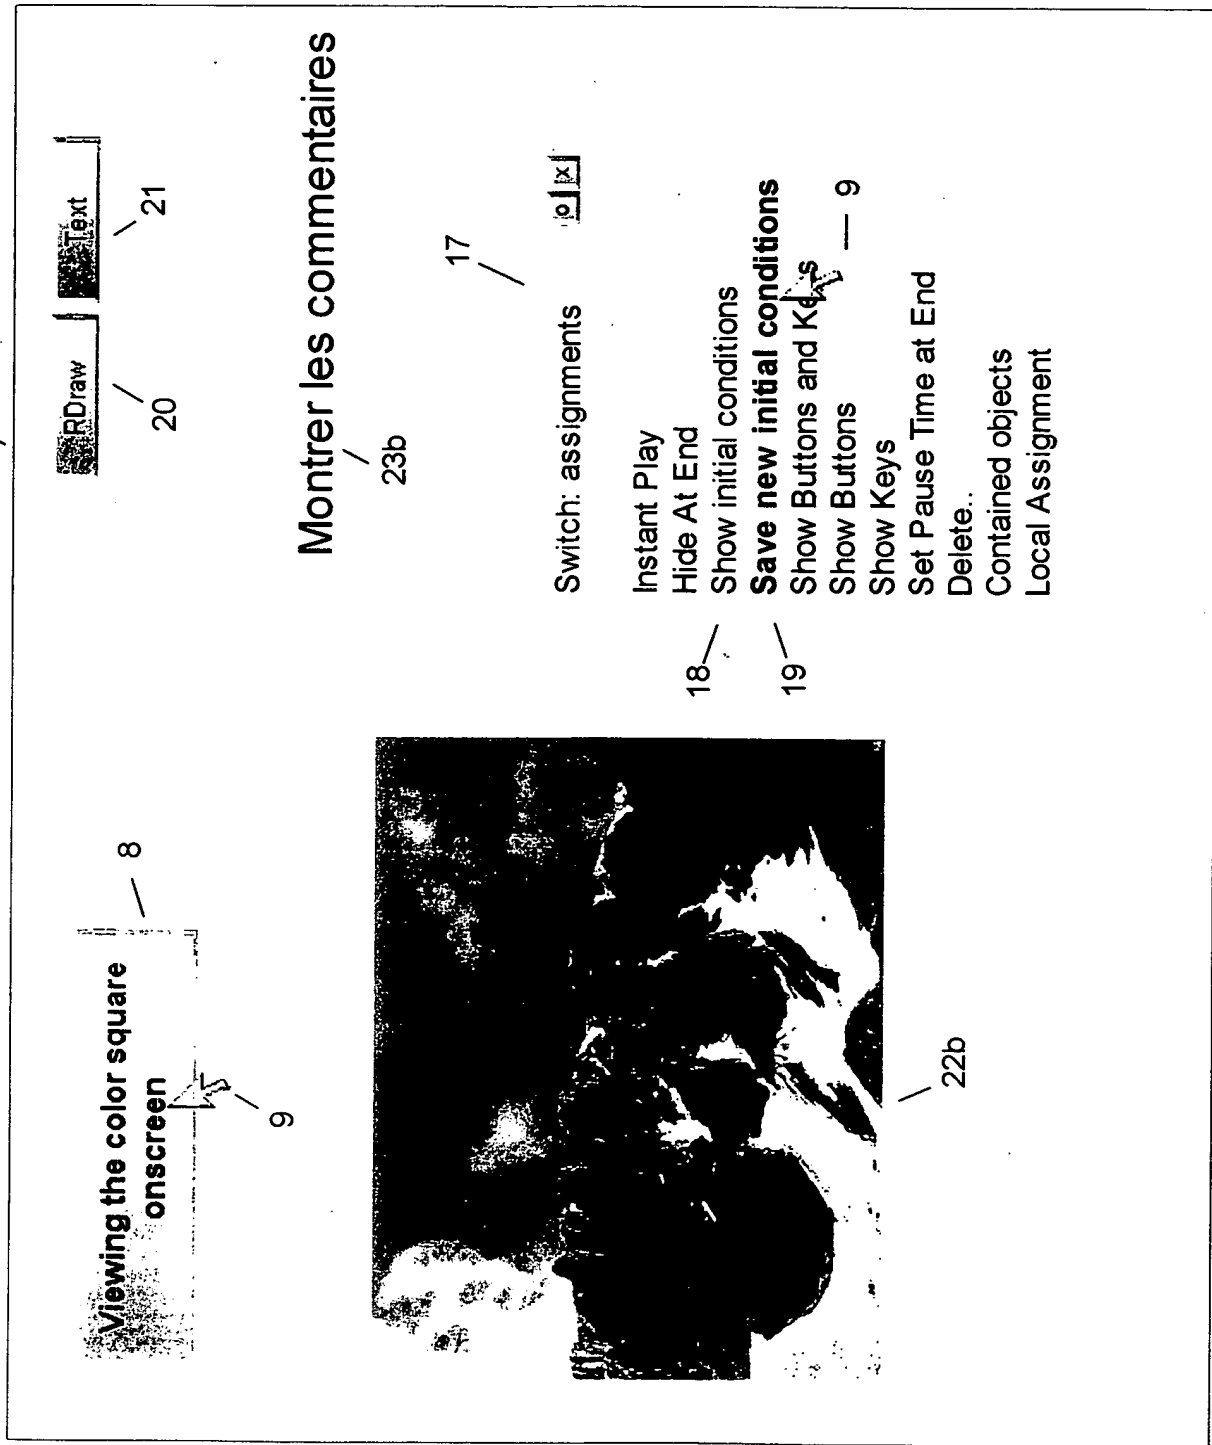 Viewing the color square
onscreen
8
9
RDraw
Text
20
21
Montrer les commentaires
23b
17
Switch: assignments
o x
Instant Play
Hide At End
Show initial conditions
Save new initial conditions
Show Buttons and Keys
Show Buttons
Show Keys
Set Pause Time at End
Delete..
Contained objects
Local Assignment
18
19
9
22b